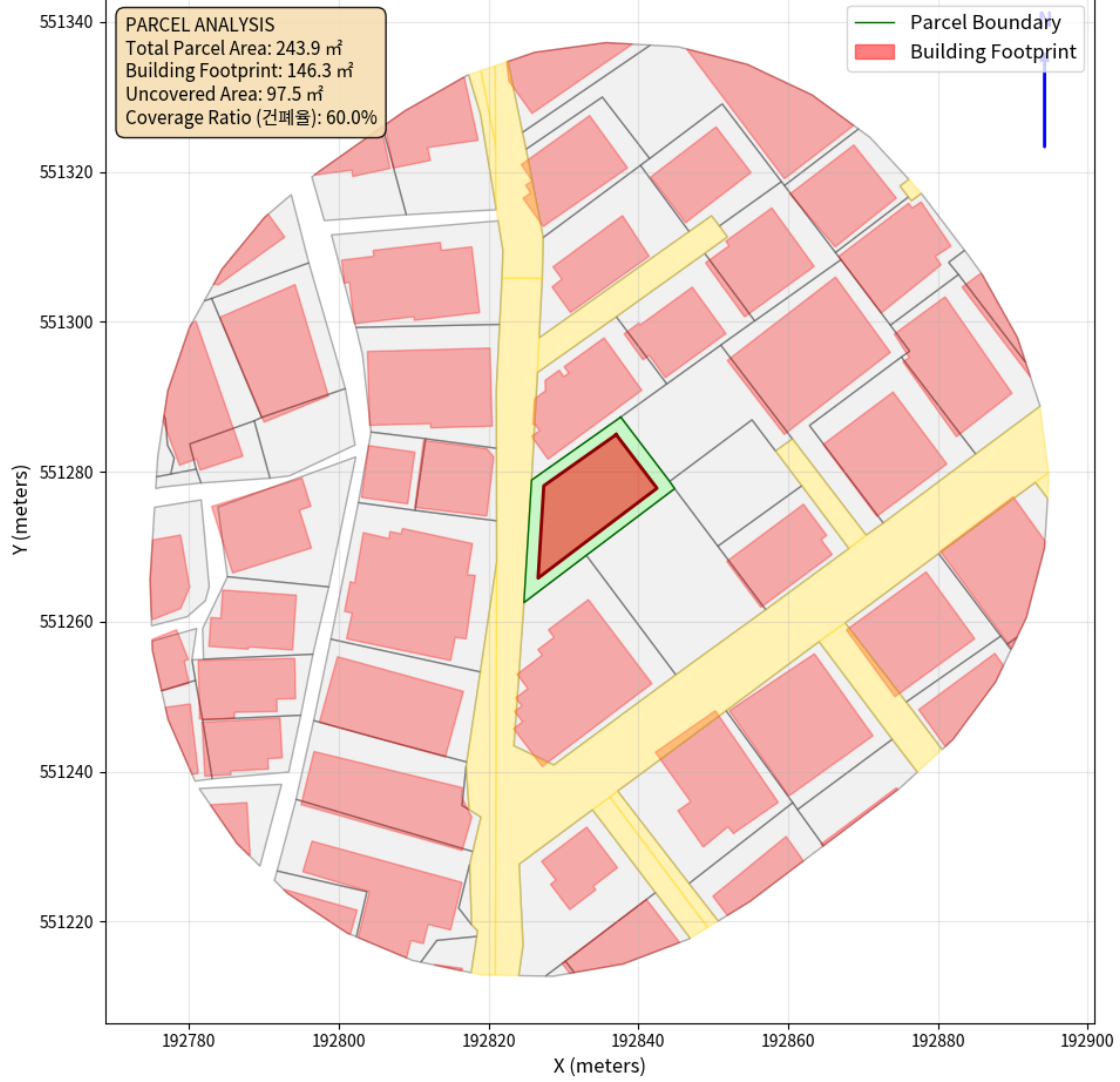 PARCEL ANALYSIS
Total Parcel Area: 243.9 ㎡
Building Footprint: 146.3 ㎡
Uncovered Area: 97.5 ㎡
Coverage Ratio (건폐율): 60.0%
Parcel Boundary
Building Footprint
N
551340
551320
551300
551280
551260
551240
551220
Y (meters)
192780
192800
192820
192840
192860
192880
192900
X (meters)